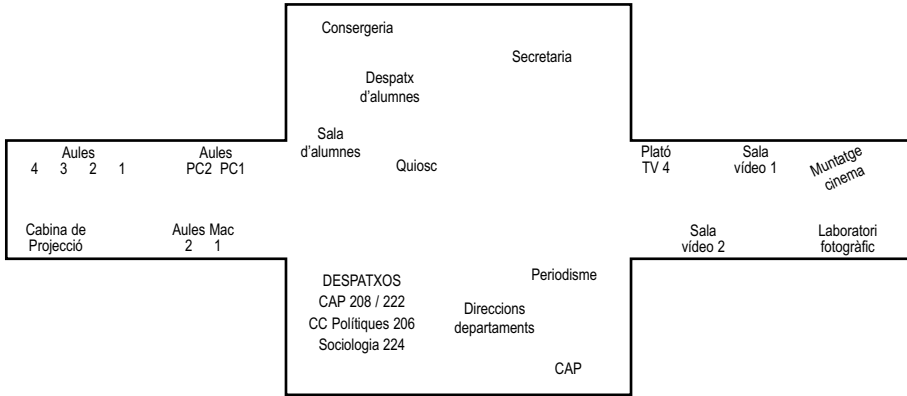 Consergeria
Secretaria
Despatx
d'alumnes
Sala
d'alumnes
Quiosc
Aules
4 3 2 1
Aules
PC2 PC1
Plató
TV 4
Sala
vídeo 1
Muntatge
cinema
Cabina de
Projecció
Aules Mac
2 1
Sala
vídeo 2
Laboratori
fotogràfic
DESPATXOS
CAP 208 / 222
CC Polítiques 206
Sociologia 224
Periodisme
Direccions
departaments
CAP